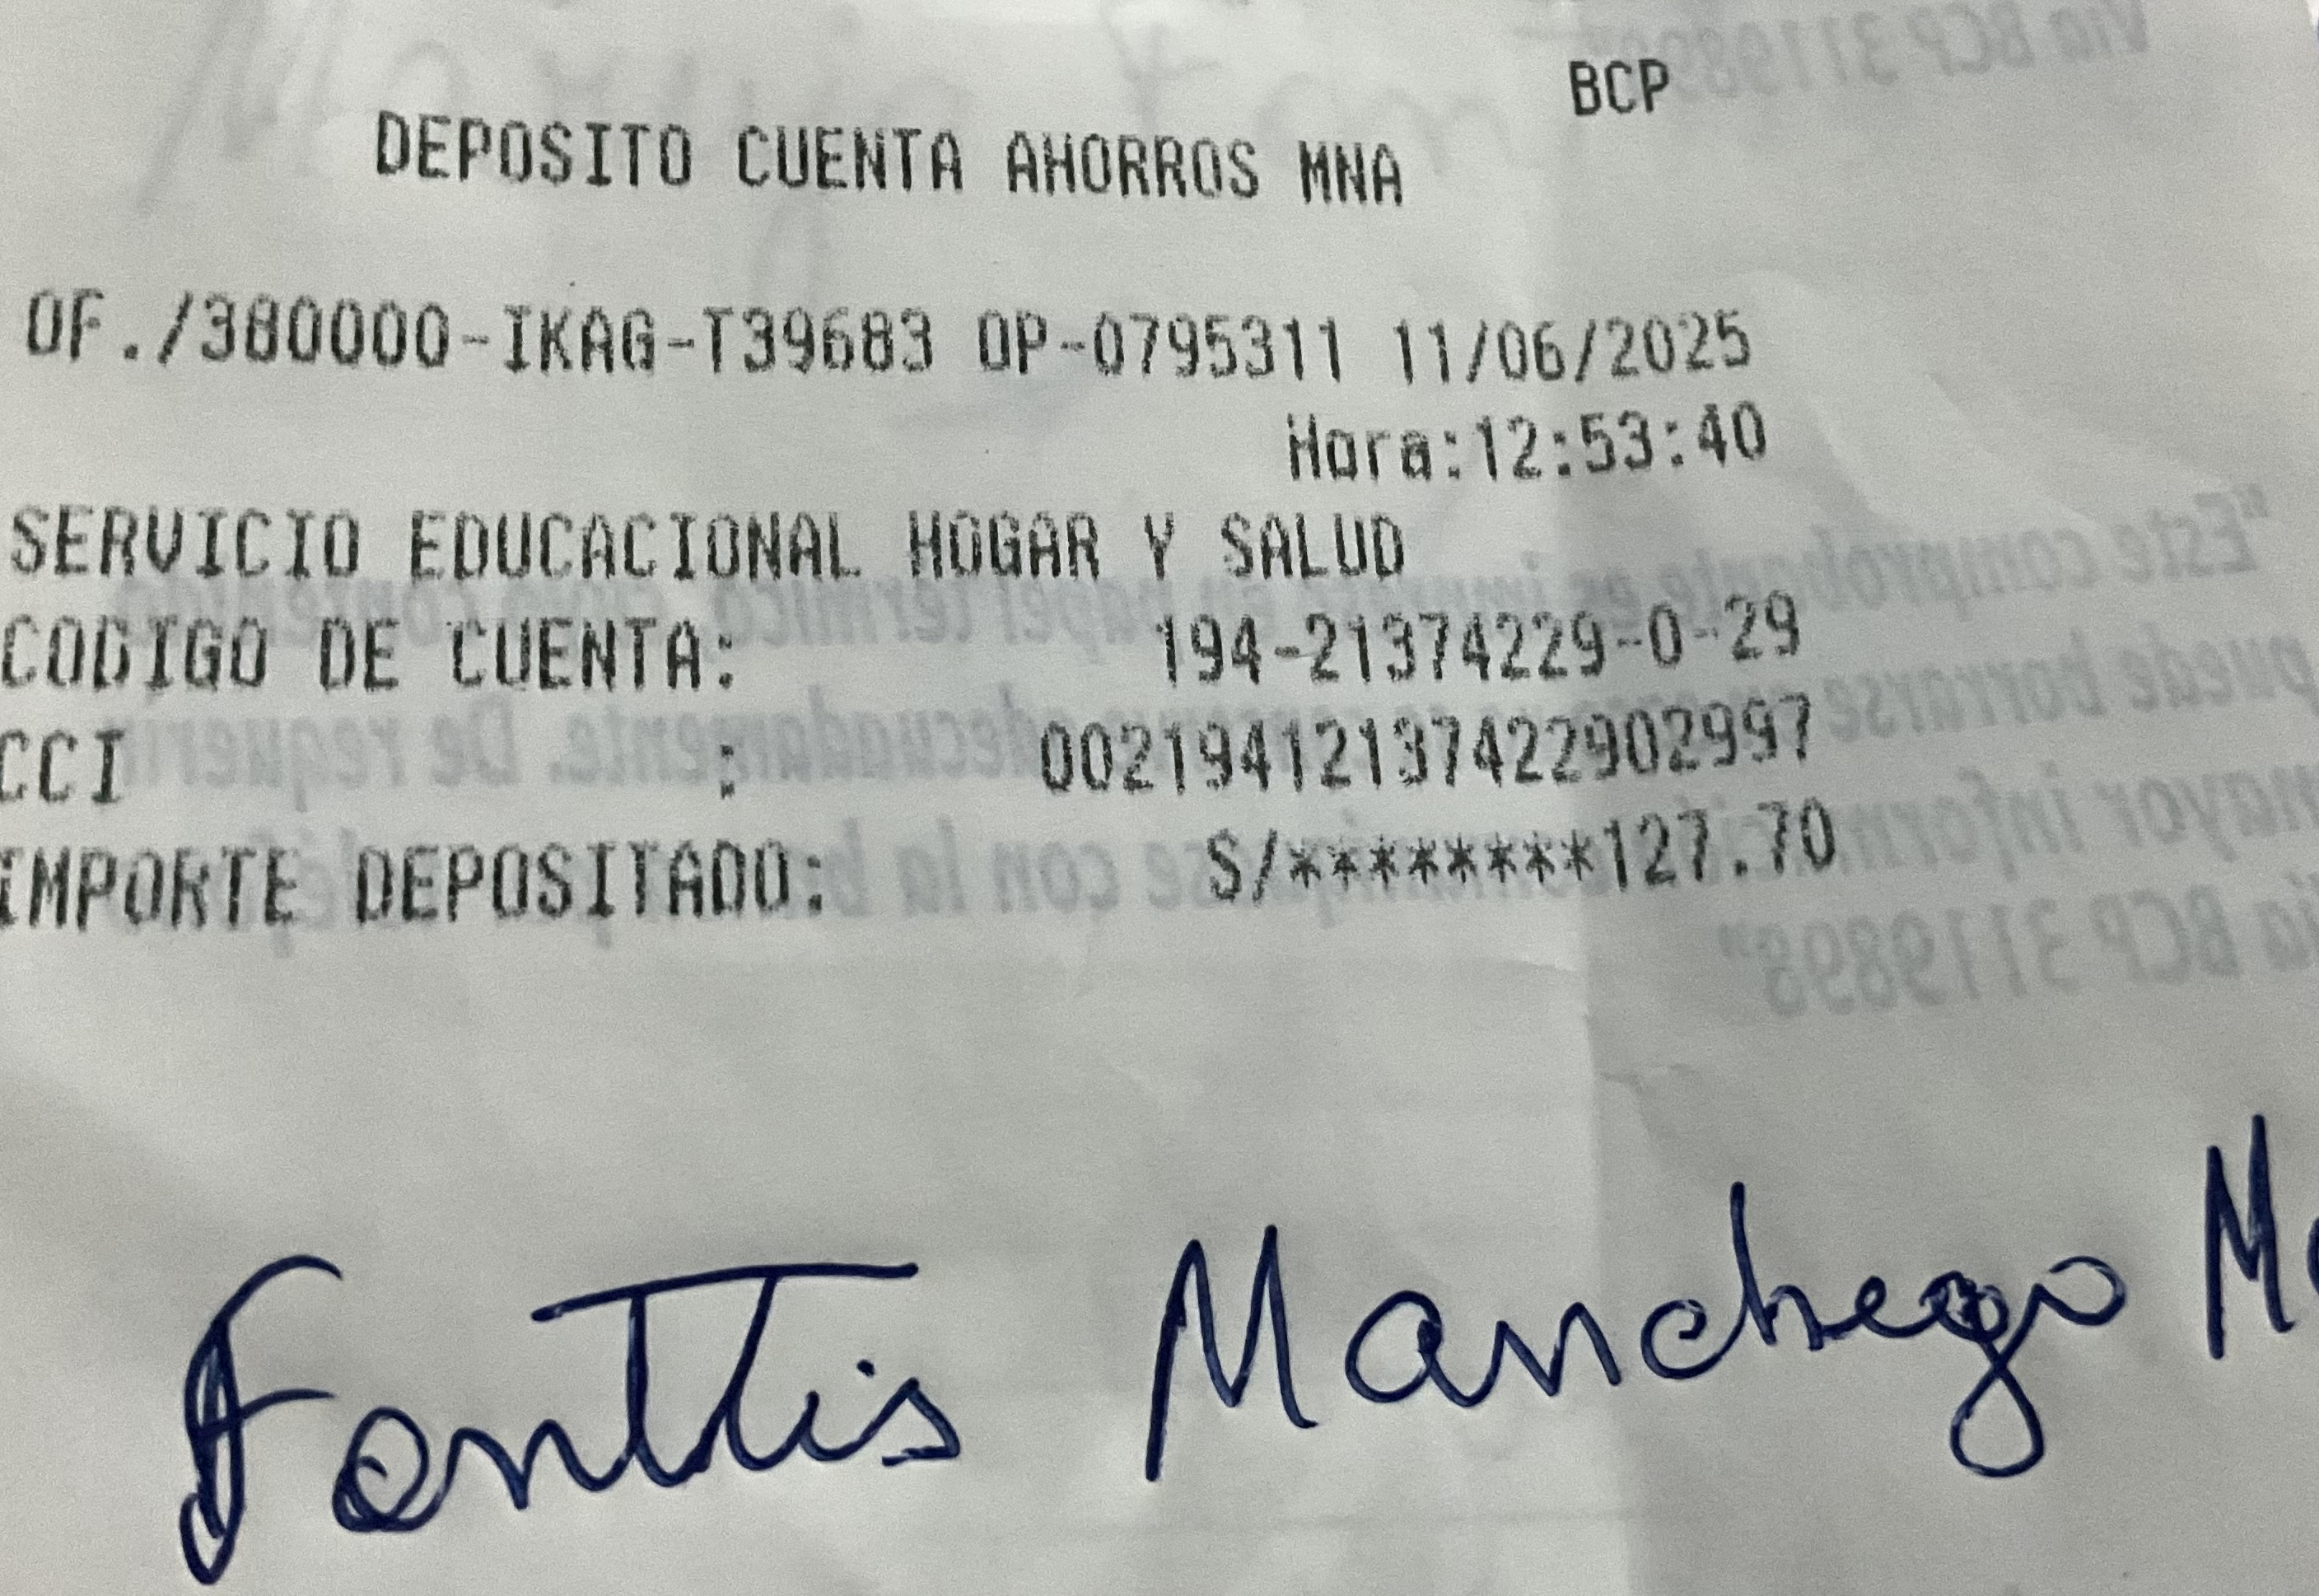 BCP
DEPOSITO CUENTA AHORROS MNA
OF./380000-IKAG-T39683 OP-0795311 11/06/2025
Hora:12:53:40
SERVICIO EDUCACIONAL HOGAR Y SALUD
CODIGO DE CUENTA: 194-21374229-0-29
CCI : 00219412137422902997
IMPORTE DEPOSITADO: S/********127.70
Fonttis Manchego